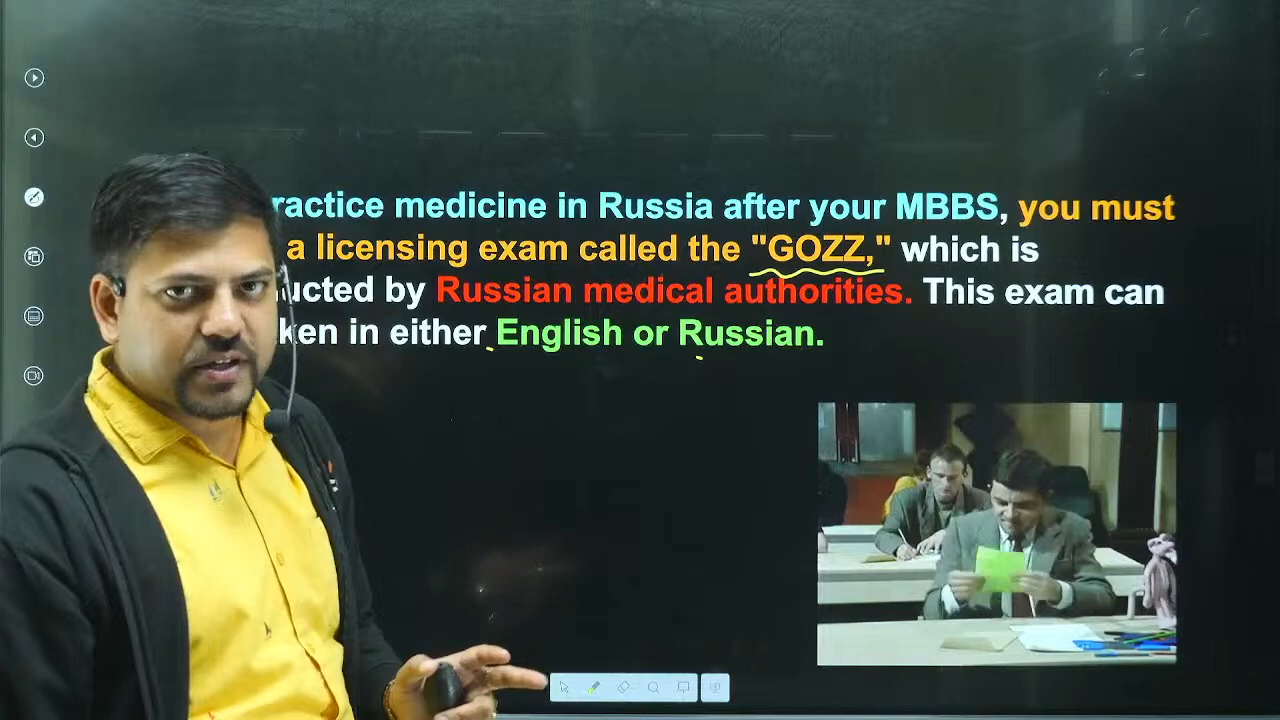 ractice medicine in Russia after your MBBS, you must
a licensing exam called the "GOZZ," which is
ucted by Russian medical authorities. This exam can
ken in either English or Russian.